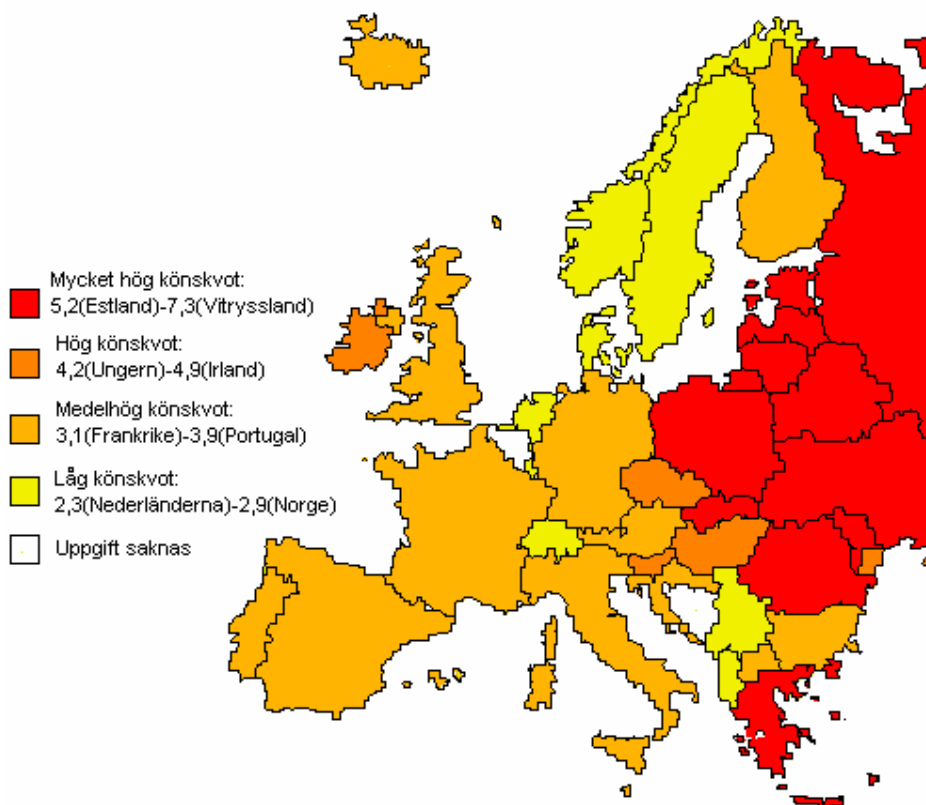 Mycket hög könskvot:
5,2(Estland)-7,3(Vitryssland)
Hög könskvot:
4,2(Ungern)-4,9(Irland)
Medelhög könskvot:
3,1(Frankrike)-3,9(Portugal)
Låg könskvot:
2,3(Nederländerna)-2,9(Norge)
Uppgift saknas